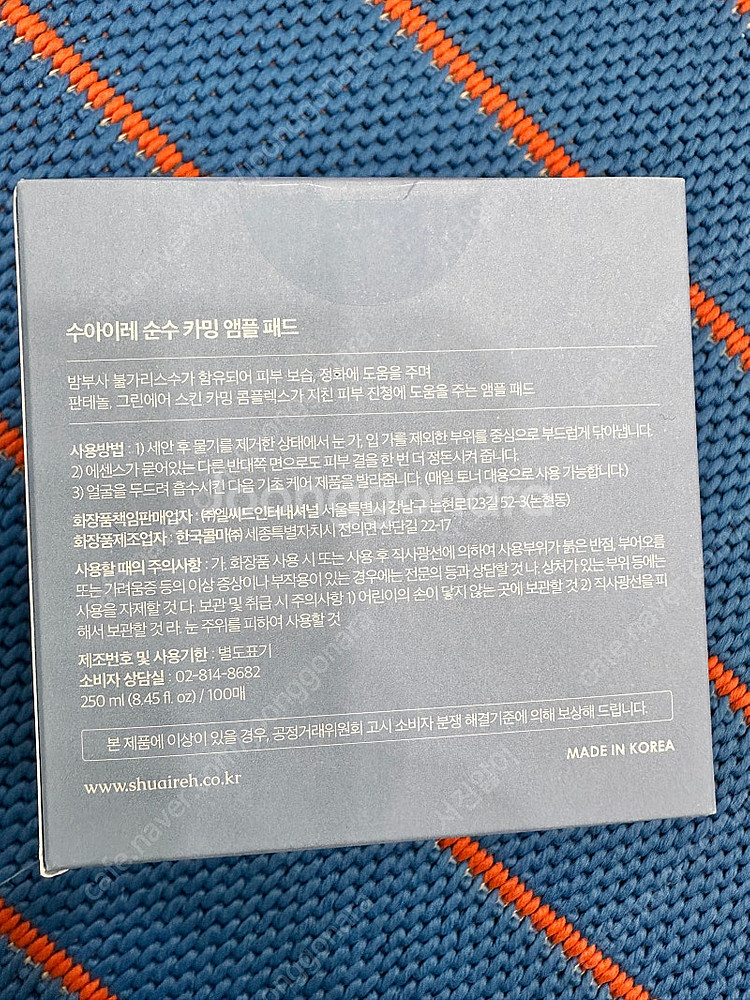 수아이레 순수 카밍 앰플 패드
밤부사 불가리스수가 함유되어 피부 보습, 정화에 도움을 주며
판테놀, 그린에어 스킨 카밍 콤플렉스가 지친 피부 진청에 도움을 주는 앰플 패드
사용방법 : 1) 세안 후 물기를 제거한 상태에서 눈 가, 입 가를 제외한 부위를 중심으로 부드럽게 닦아냅니다.
2) 에센스가 묻어있는 다른 반대쪽 면으로도 피부 결을 한 번 더 정돈시켜 줍니다.
3) 얼굴을 두드려 흡수시킨 다음 기초 케어 제품을 발라줍니다. (매일 토너 대용으로 사용 가능합니다.)
화장품책임판매업자 : ㈜엘씨드인터내셔널 서울특별시 강남구 논현로123길 52-3(논현동)
화장품제조업자 : 한국콜마㈜ 세종특별자치시 전의면 산단길 22-17
사용할 때의 주의사항 : 가. 화장품 사용 시 또는 사용 후 직사광선에 의하여 사용부위가 붉은 반점, 부어오름
또는 가려움증 등의 이상 증상이나 부작용이 있는 경우에는 전문의 등과 상담할 것 나. 상처가 있는 부위 등에는
사용을 자제할 것 다. 보관 및 취급 시 주의사항 1) 어린이의 손이 닿지 않는 곳에 보관할 것 2) 직사광선을 피
해서 보관할 것 라. 눈 주위를 피하여 사용할 것
제조번호 및 사용기한 : 별도표기
소비자 상담실 : 02-814-8682
250 ml (8.45 fl. oz) / 100매
본 제품에 이상이 있을 경우, 공정거래위원회 고시 소비자 분쟁 해결기준에 의해 보상해 드립니다.
MADE IN KOREA
www.shuaireh.co.kr